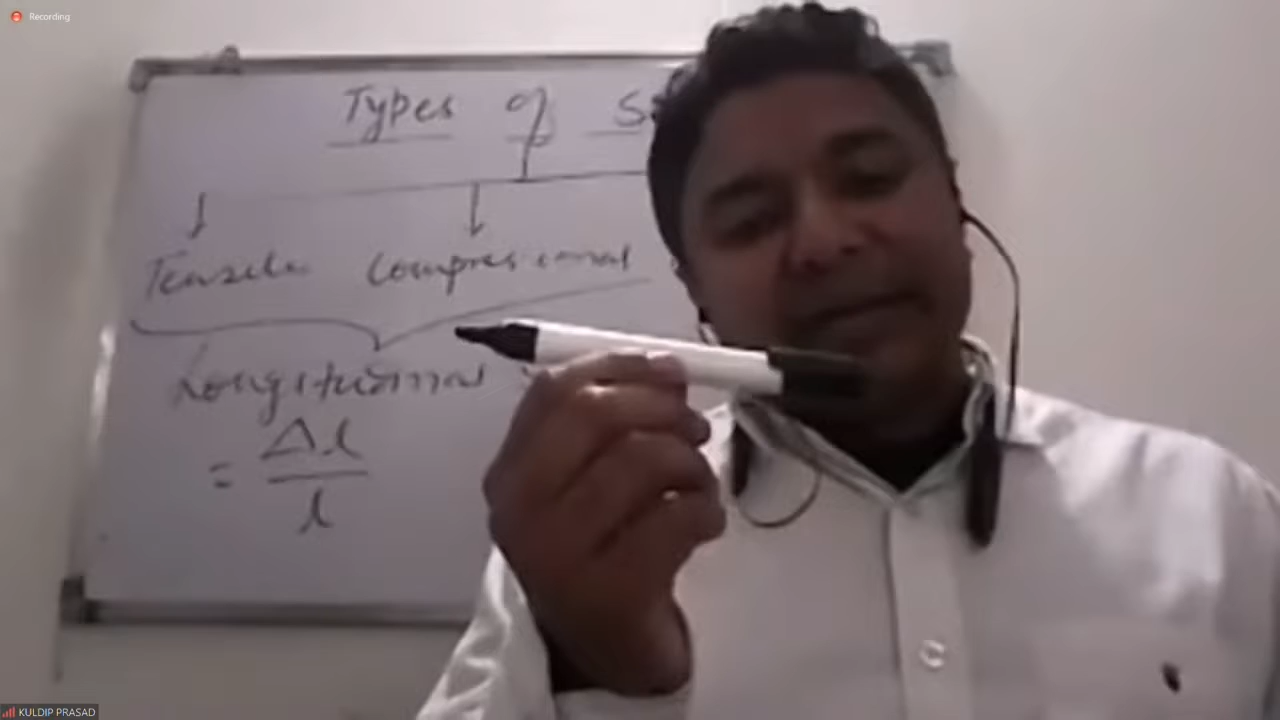 Recording
Types of S
Tensile Compressional
Longitudinal
= Δl
l
KULDIP PRASAD